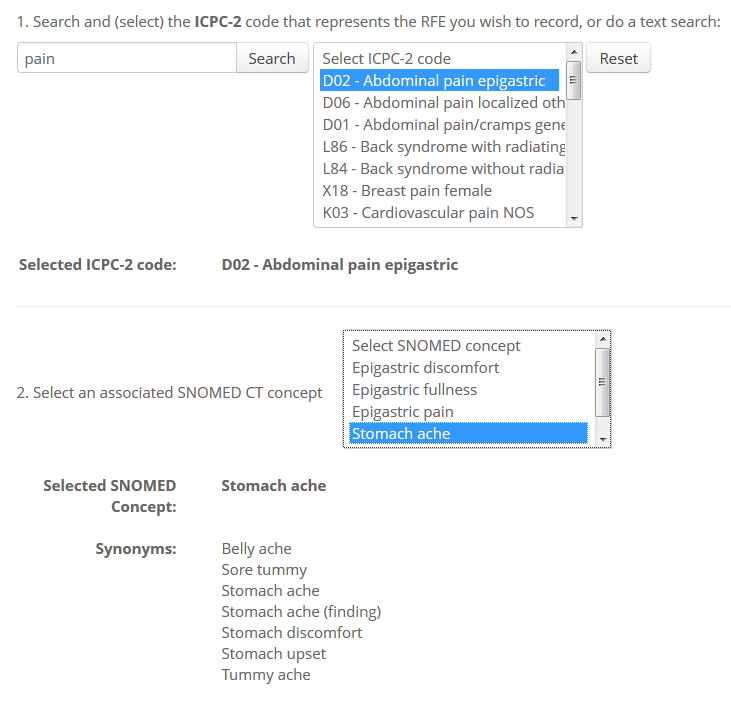 1. Search and (select) the ICPC-2 code that represents the RFE you wish to record, or do a text search:
pain Search Reset
Select ICPC-2 code
D02 - Abdominal pain epigastric
D06 - Abdominal pain localized oth
D01 - Abdominal pain/cramps gene
L86 - Back syndrome with radiating
L84 - Back syndrome without radia
X18 - Breast pain female
K03 - Cardiovascular pain NOS
Selected ICPC-2 code: D02 - Abdominal pain epigastric
2. Select an associated SNOMED CT concept
Select SNOMED concept
Epigastric discomfort
Epigastric fullness
Epigastric pain
Stomach ache
Selected SNOMED Stomach ache
Concept:
Synonyms: Belly ache
Sore tummy
Stomach ache
Stomach ache (finding)
Stomach discomfort
Stomach upset
Tummy ache